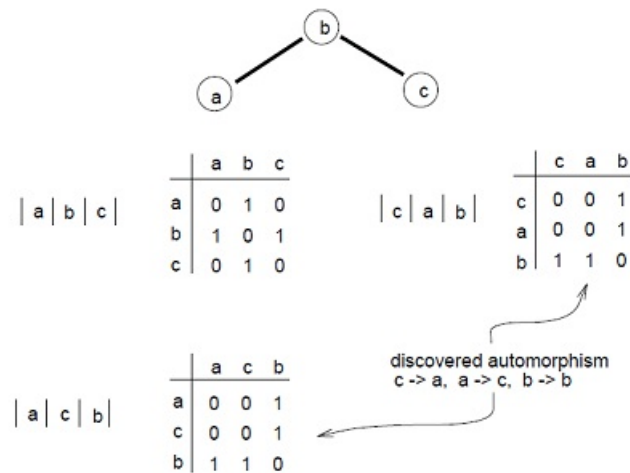 b
a
c
a b c
a 0 1 0
|a|b|c| b 1 0 1
c 0 1 0
c a b
c 0 0 1
|c|a|b| a 0 0 1
b 1 1 0
discovered automorphism
c -> a, a -> c, b -> b
a c b
a 0 0 1
|a|c|b| c 0 0 1
b 1 1 0